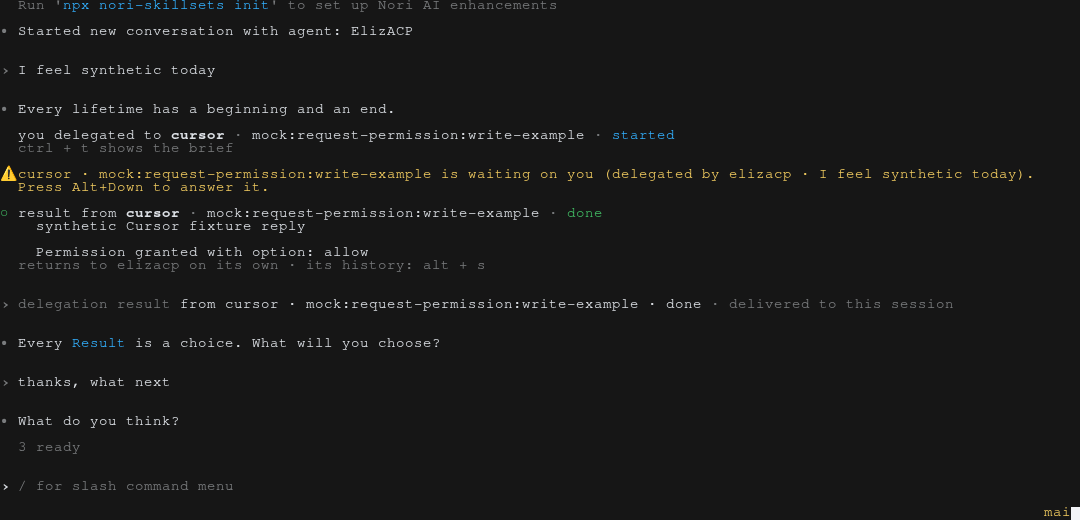 Run 'npx nori-skillsets init' to set up Nori AI enhancements
• Started new conversation with agent: ElizACP
› I feel synthetic today
• Every lifetime has a beginning and an end.
you delegated to cursor · mock:request-permission:write-example · started
ctrl + t shows the brief
⚠cursor · mock:request-permission:write-example is waiting on you (delegated by elizacp · I feel synthetic today).
Press Alt+Down to answer it.
○ result from cursor · mock:request-permission:write-example · done
synthetic Cursor fixture reply
Permission granted with option: allow
returns to elizacp on its own · its history: alt + s
› delegation result from cursor · mock:request-permission:write-example · done · delivered to this session
• Every Result is a choice. What will you choose?
› thanks, what next
• What do you think?
3 ready
› / for slash command menu
mai